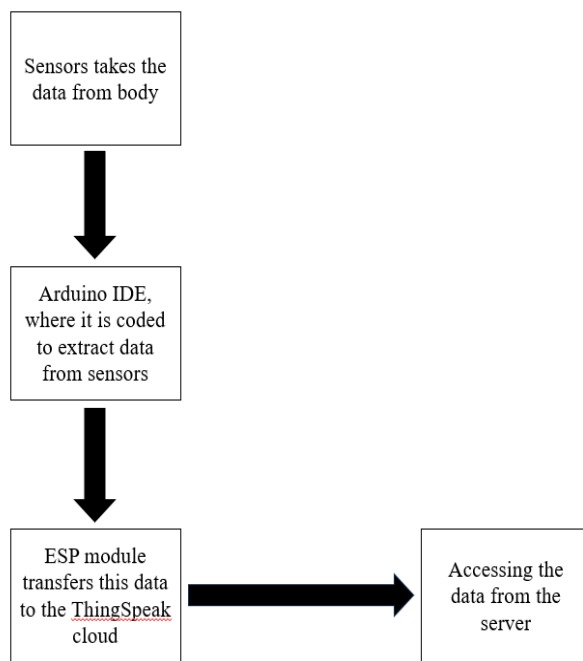 Sensors takes the
data from body
Arduino IDE,
where it is coded
to extract data
from sensors
ESP module
transfers this data
to the ThingSpeak
cloud
Accessing the
data from the
server